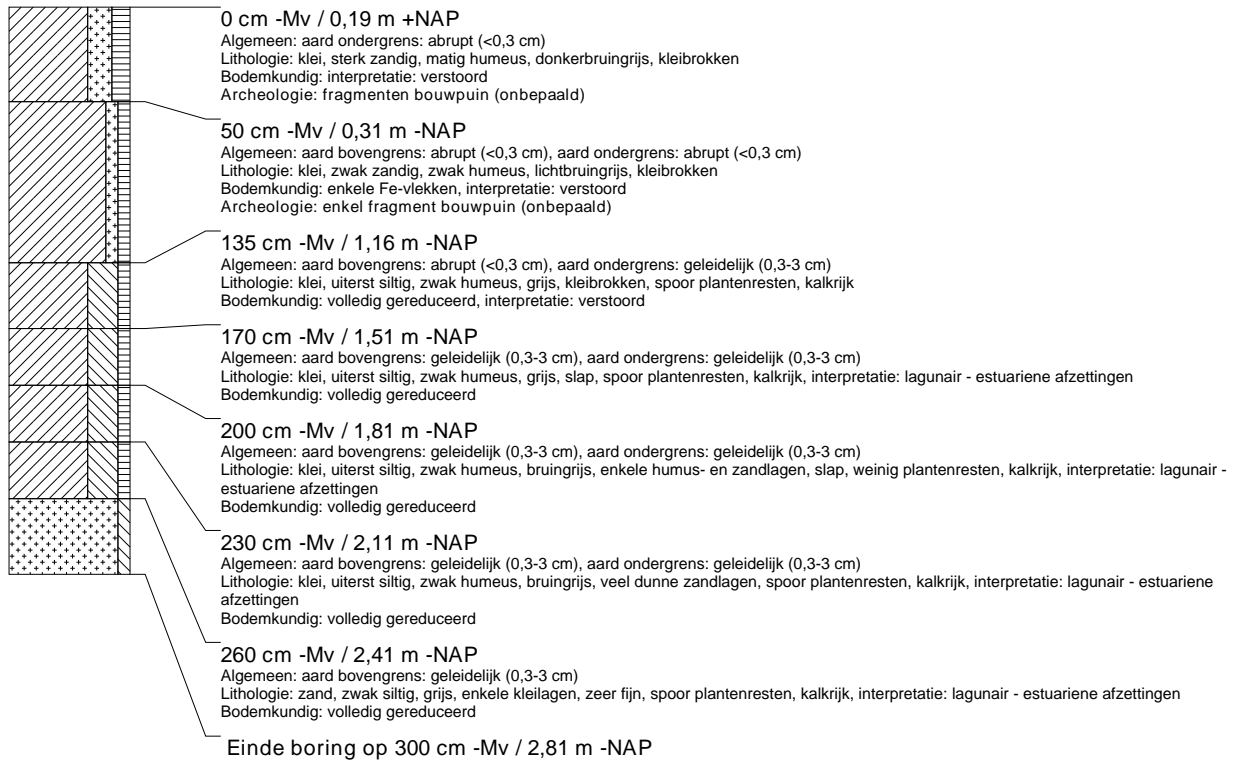 0 cm -Mv / 0,19 m +NAP
Algemeen: aard ondergrens: abrupt (<0,3 cm)
Lithologie: klei, sterk zandig, matig humeus, donkerbruingrijs, kleibrokken
Bodemkundig: interpretatie: verstoord
Archeologie: fragmenten bouwpuin (onbepaald)
50 cm -Mv / 0,31 m -NAP
Algemeen: aard bovengrens: abrupt (<0,3 cm), aard ondergrens: abrupt (<0,3 cm)
Lithologie: klei, zwak zandig, zwak humeus, lichtbruingrijs, kleibrokken
Bodemkundig: enkele Fe-vlekken, interpretatie: verstoord
Archeologie: enkel fragment bouwpuin (onbepaald)
135 cm -Mv / 1,16 m -NAP
Algemeen: aard bovengrens: abrupt (<0,3 cm), aard ondergrens: geleidelijk (0,3-3 cm)
Lithologie: klei, uiterst siltig, zwak humeus, grijs, kleibrokken, spoor plantenresten, kalkrijk
Bodemkundig: volledig gereduceerd, interpretatie: verstoord
170 cm -Mv / 1,51 m -NAP
Algemeen: aard bovengrens: geleidelijk (0,3-3 cm), aard ondergrens: geleidelijk (0,3-3 cm)
Lithologie: klei, uiterst siltig, zwak humeus, grijs, slap, spoor plantenresten, kalkrijk, interpretatie: lagunair - estuariene afzettingen
Bodemkundig: volledig gereduceerd
200 cm -Mv / 1,81 m -NAP
Algemeen: aard bovengrens: geleidelijk (0,3-3 cm), aard ondergrens: geleidelijk (0,3-3 cm)
Lithologie: klei, uiterst siltig, zwak humeus, bruingrijs, enkele humus- en zandlagen, slap, weinig plantenresten, kalkrijk, interpretatie: lagunair -
estuariene afzettingen
Bodemkundig: volledig gereduceerd
230 cm -Mv / 2,11 m -NAP
Algemeen: aard bovengrens: geleidelijk (0,3-3 cm), aard ondergrens: geleidelijk (0,3-3 cm)
Lithologie: klei, uiterst siltig, zwak humeus, bruingrijs, veel dunne zandlagen, spoor plantenresten, kalkrijk, interpretatie: lagunair - estuariene
afzettingen
Bodemkundig: volledig gereduceerd
260 cm -Mv / 2,41 m -NAP
Algemeen: aard bovengrens: geleidelijk (0,3-3 cm)
Lithologie: zand, zwak siltig, grijs, enkele kleilagen, zeer fijn, spoor plantenresten, kalkrijk, interpretatie: lagunair - estuariene afzettingen
Bodemkundig: volledig gereduceerd
Einde boring op 300 cm -Mv / 2,81 m -NAP